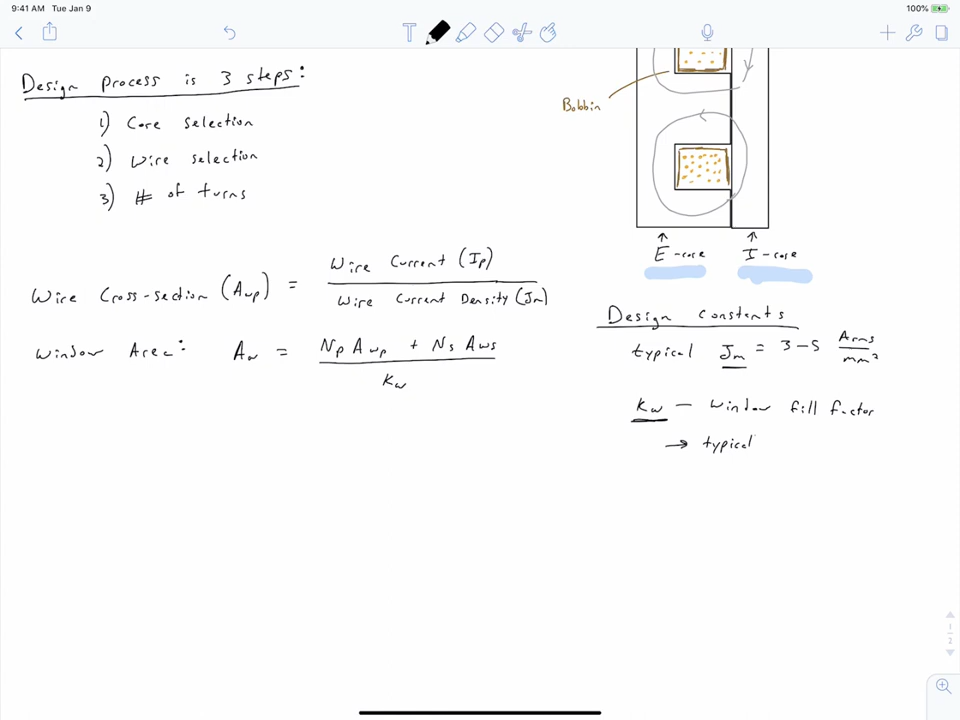 9:41 AM Tue Jan 9
100%
T
Design process is 3 steps:
1) Core selection
2) Wire selection
3) # of turns
Bobbin
E-core
I-core
Wire Cross-section (Awp) = Wire Current (Ip) / Wire Current Density (Jm)
Window Area: Aw = Np Awp + Ns Aws / Kw
Design Constants
typical Jm = 3-5 Arms / mm²
Kw — Window fill factor
→ typical
1
2